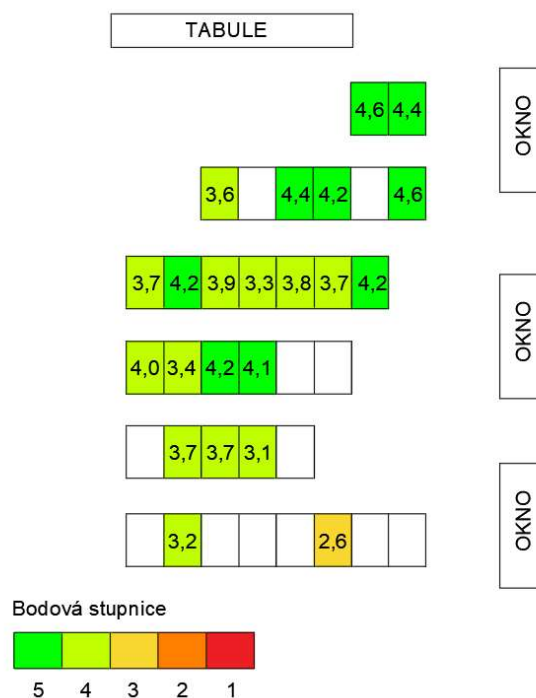 TABULE
4,6 4,4
OKNO
3,6 4,4 4,2 4,6
3,7 4,2 3,9 3,3 3,8 3,7 4,2
OKNO
4,0 3,4 4,2 4,1
3,7 3,7 3,1
OKNO
3,2 2,6
Bodová stupnice
5 4 3 2 1